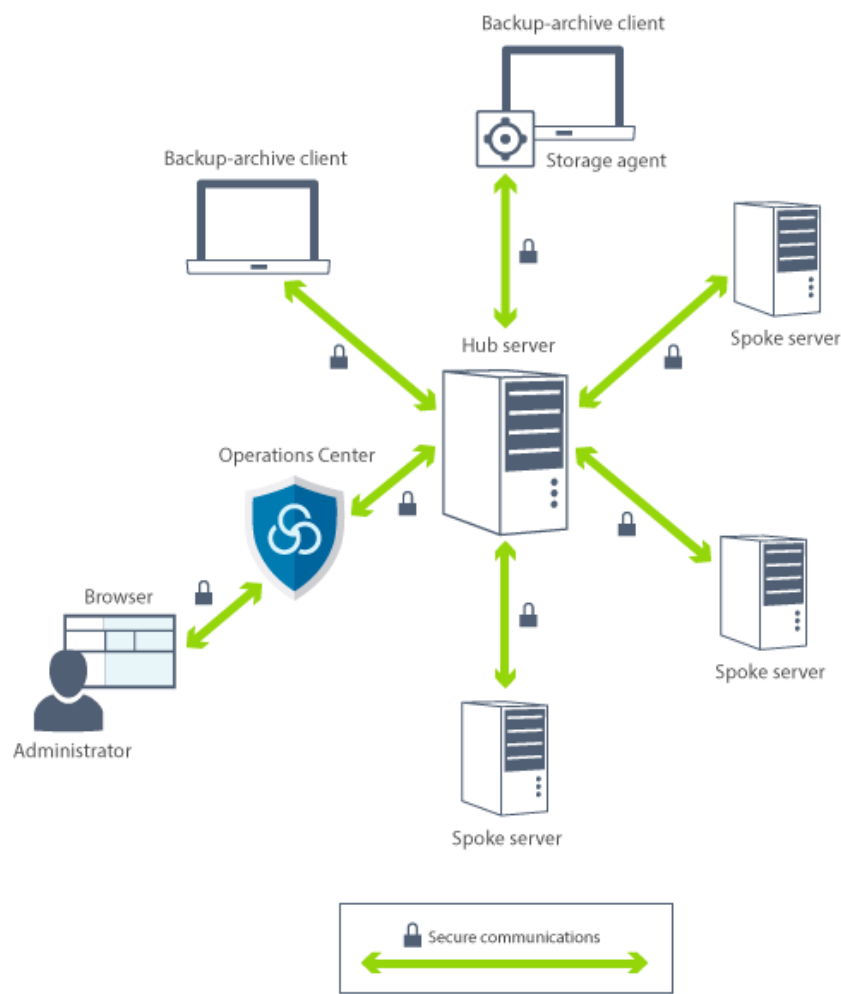 Backup-archive client
Storage agent
Backup-archive client
Spoke server
Hub server
Operations Center
Browser
Administrator
Spoke server
Spoke server
Secure communications